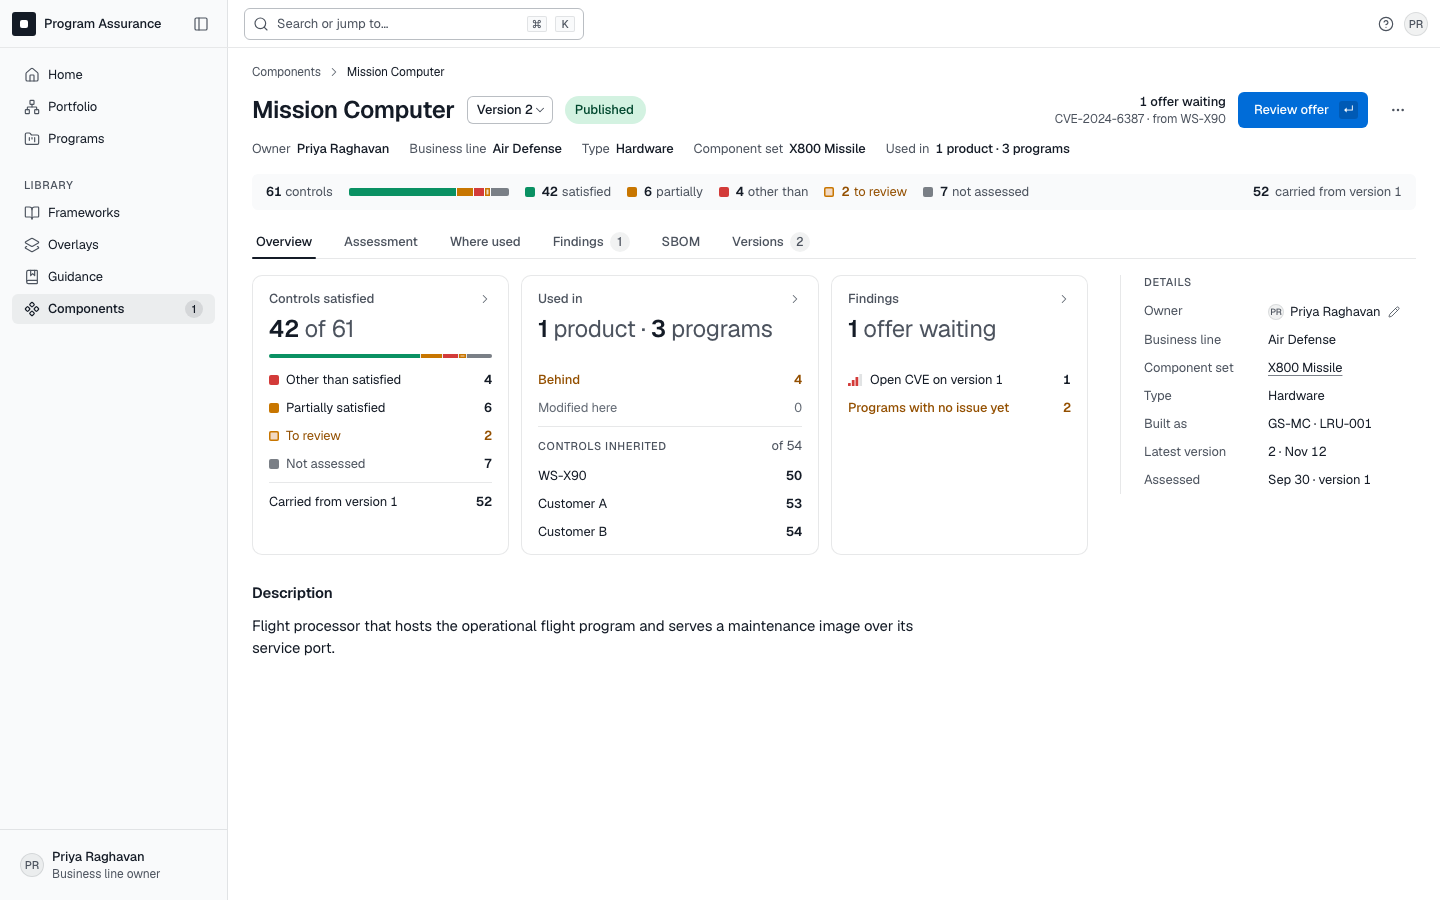 Program Assurance
Search or jump to...
⌘ K
PR
Home
Portfolio
Programs
LIBRARY
Frameworks
Overlays
Guidance
Components 1
PR
Priya Raghavan
Business line owner
Components > Mission Computer
Mission Computer
Version 2
Published
1 offer waiting
CVE-2024-6387 · from WS-X90
Review offer
Owner Priya Raghavan Business line Air Defense Type Hardware Component set X800 Missile Used in 1 product · 3 programs
61 controls 42 satisfied 6 partially 4 other than 2 to review 7 not assessed 52 carried from version 1
Overview Assessment Where used Findings 1 SBOM Versions 2
Controls satisfied
42 of 61
Other than satisfied 4
Partially satisfied 6
To review 2
Not assessed 7
Carried from version 1 52
Used in
1 product · 3 programs
Behind 4
Modified here 0
CONTROLS INHERITED of 54
WS-X90 50
Customer A 53
Customer B 54
Findings
1 offer waiting
Open CVE on version 1 1
Programs with no issue yet 2
DETAILS
Owner PR Priya Raghavan
Business line Air Defense
Component set X800 Missile
Type Hardware
Built as GS-MC · LRU-001
Latest version 2 · Nov 12
Assessed Sep 30 · version 1
Description
Flight processor that hosts the operational flight program and serves a maintenance image over its
service port.